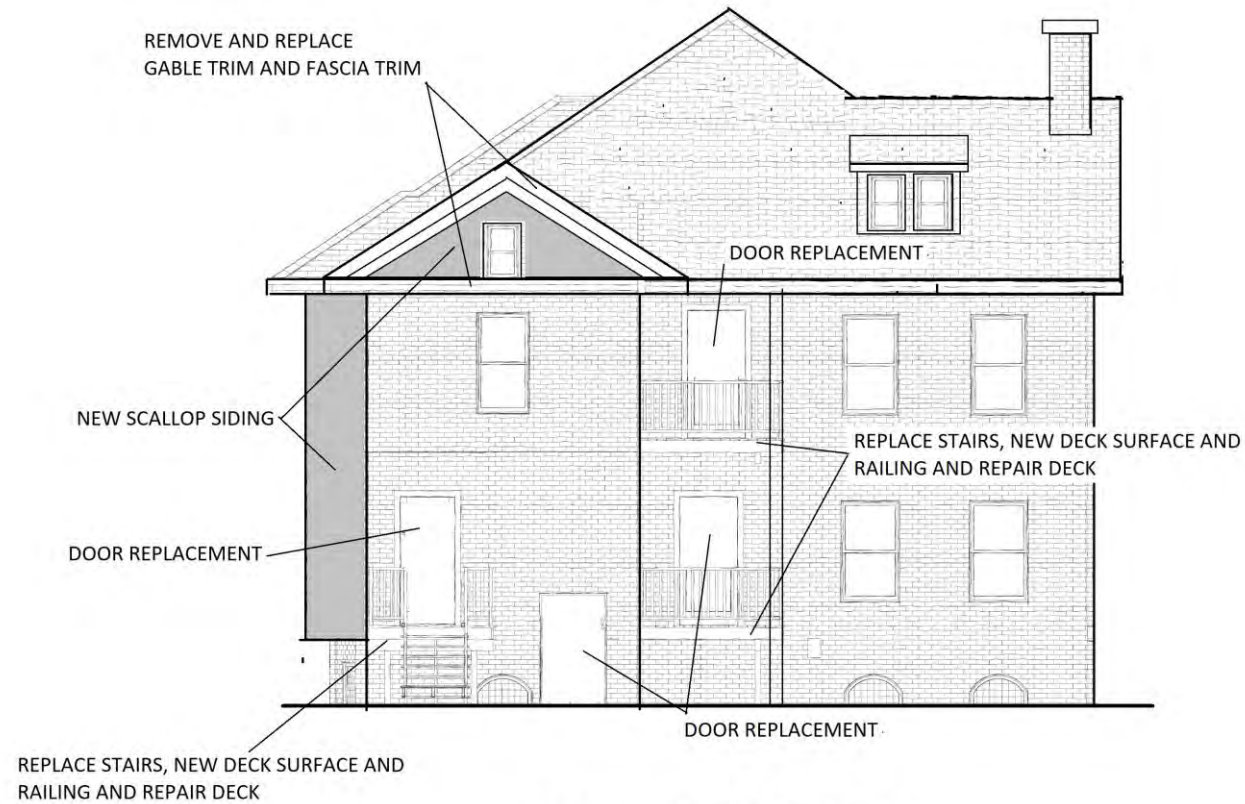 REMOVE AND REPLACE
GABLE TRIM AND FASCIA TRIM
DOOR REPLACEMENT
NEW SCALLOP SIDING
REPLACE STAIRS, NEW DECK SURFACE AND
RAILING AND REPAIR DECK
DOOR REPLACEMENT
DOOR REPLACEMENT
REPLACE STAIRS, NEW DECK SURFACE AND
RAILING AND REPAIR DECK